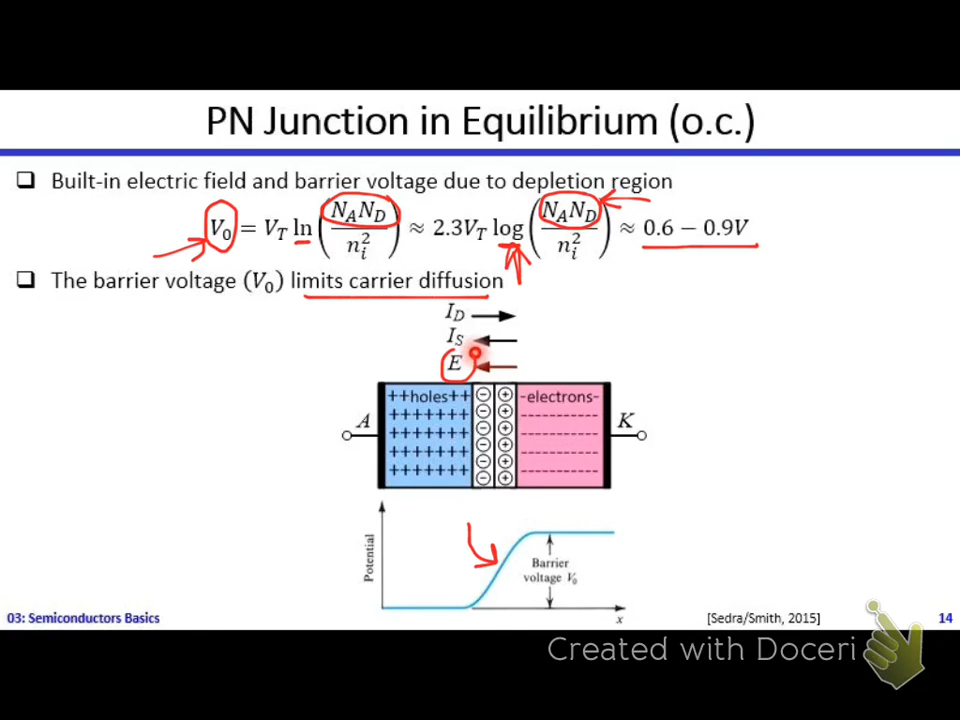 PN Junction in Equilibrium (o.c.)
❑ Built-in electric field and barrier voltage due to depletion region
V₀ = V_T ln(N_A N_D / n_i²) ≈ 2.3V_T log(N_A N_D / n_i²) ≈ 0.6 − 0.9V
❑ The barrier voltage (V₀) limits carrier diffusion
I_D
I_S
E
++holes++ − + -electrons-
A +++++++ − + ---------- K
+++++++ − + ----------
+++++++ − + ----------
+++++++ − + ----------
Potential
Barrier
voltage V₀
x
03: Semiconductors Basics [Sedra/Smith, 2015] 14
Created with Doceri